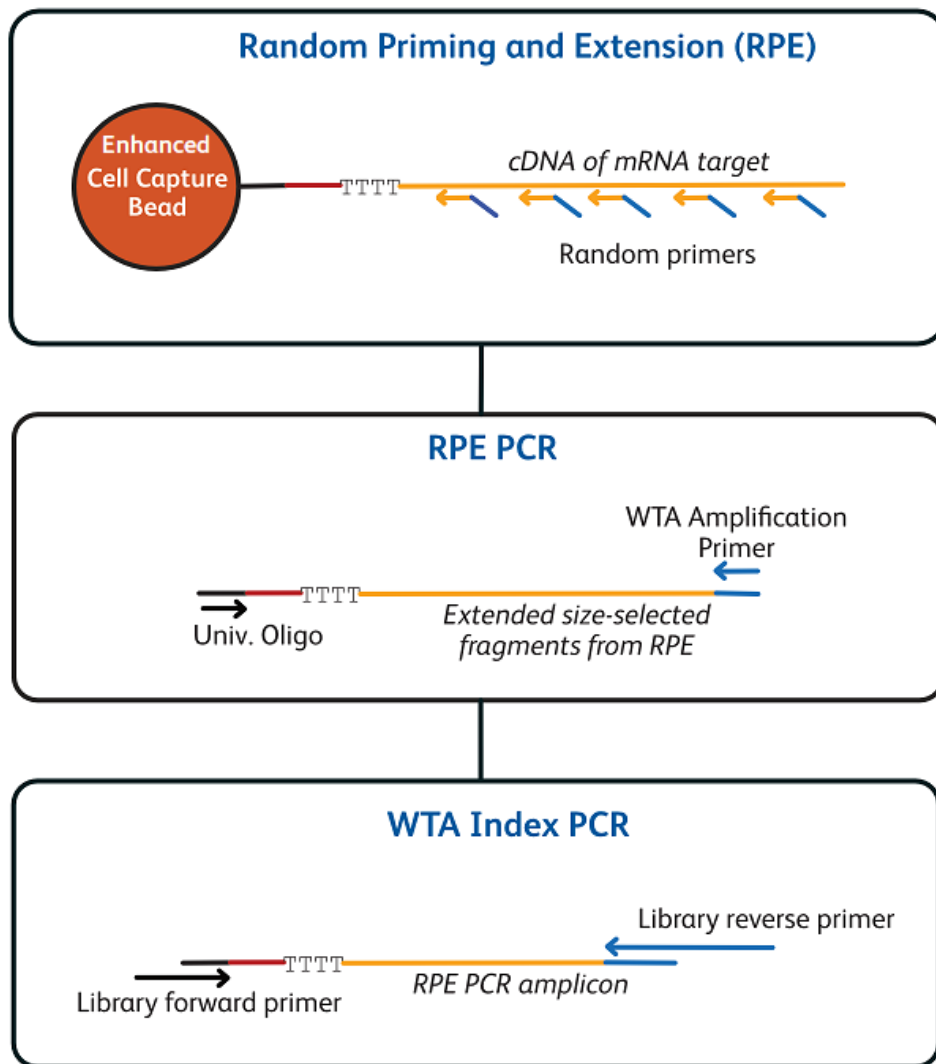 Random Priming and Extension (RPE)
Enhanced
Cell Capture
Bead
TTTT
cDNA of mRNA target
Random primers
RPE PCR
WTA Amplification
Primer
TTTT
Univ. Oligo
Extended size-selected
fragments from RPE
WTA Index PCR
Library reverse primer
TTTT
Library forward primer
RPE PCR amplicon